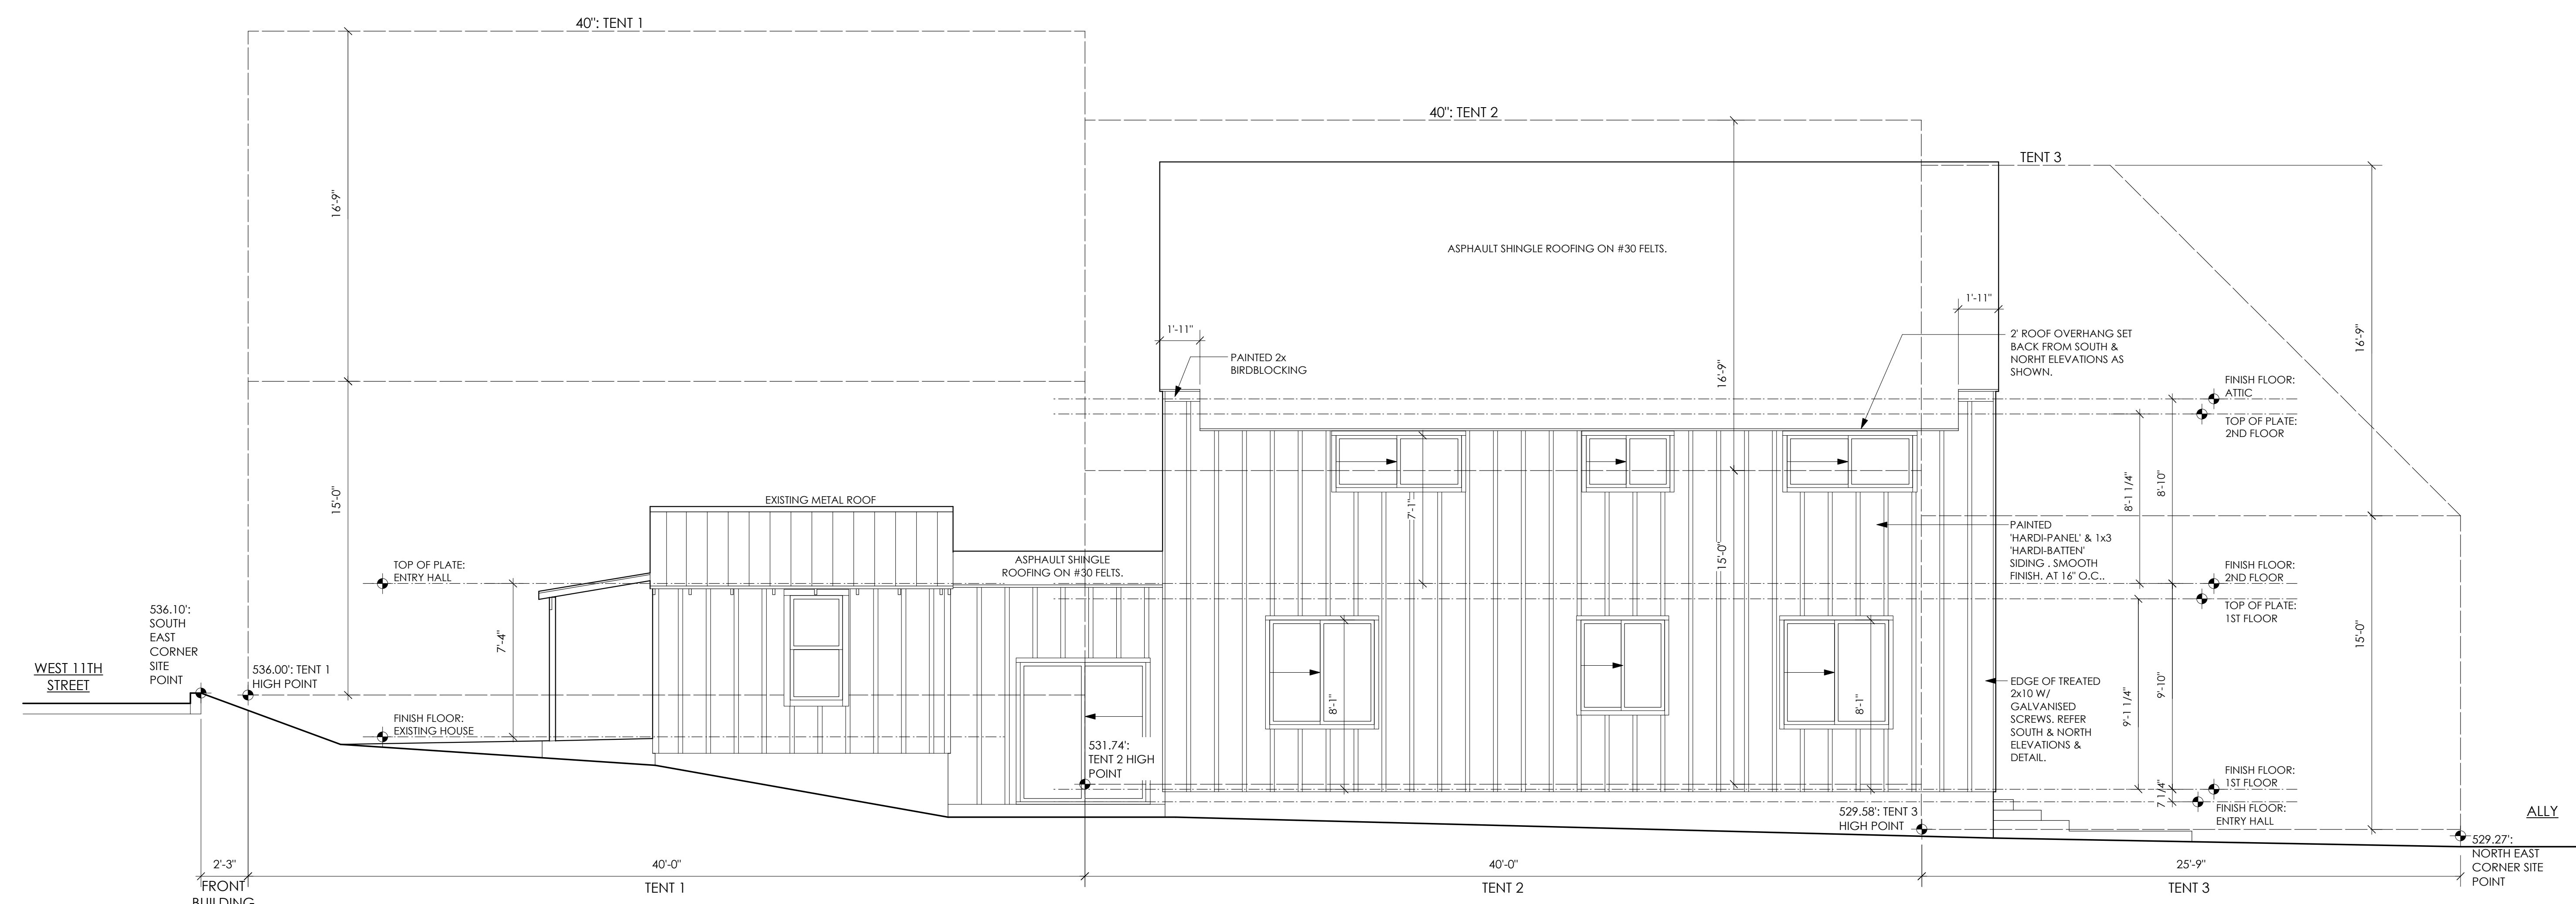 40": TENT 1
40": TENT 2
TENT 3
16'-9"
15'-0"
16'-9"
15'-0"
16'-9"
15'-0"
ASPHAULT SHINGLE ROOFING ON #30 FELTS.
1'-11"
1'-11"
PAINTED 2x
BIRDBLOCKING
2' ROOF OVERHANG SET
BACK FROM SOUTH &
NORHT ELEVATIONS AS
SHOWN.
FINISH FLOOR:
ATTIC
TOP OF PLATE:
2ND FLOOR
8'-1 1/4"
8'-10"
7'-1"
EXISTING METAL ROOF
ASPHAULT SHINGLE
ROOFING ON #30 FELTS.
PAINTED
'HARDI-PANEL' & 1x3
'HARDI-BATTEN'
SIDING . SMOOTH
FINISH. AT 16" O.C..
TOP OF PLATE:
ENTRY HALL
FINISH FLOOR:
2ND FLOOR
TOP OF PLATE:
1ST FLOOR
536.10':
SOUTH
EAST
CORNER
SITE
POINT
WEST 11TH
STREET
536.00': TENT 1
HIGH POINT
7'-4"
FINISH FLOOR:
EXISTING HOUSE
8'-1"
8'-1"
9'-1 1/4"
9'-10"
EDGE OF TREATED
2x10 W/
GALVANISED
SCREWS. REFER
SOUTH & NORTH
ELEVATIONS &
DETAIL.
531.74':
TENT 2 HIGH
POINT
FINISH FLOOR:
1ST FLOOR
7 1/4"
FINISH FLOOR:
ENTRY HALL
529.58': TENT 3
HIGH POINT
ALLY
529.27':
NORTH EAST
CORNER SITE
POINT
2'-3"
40'-0"
40'-0"
25'-9"
FRONT
BUILDING
TENT 1
TENT 2
TENT 3